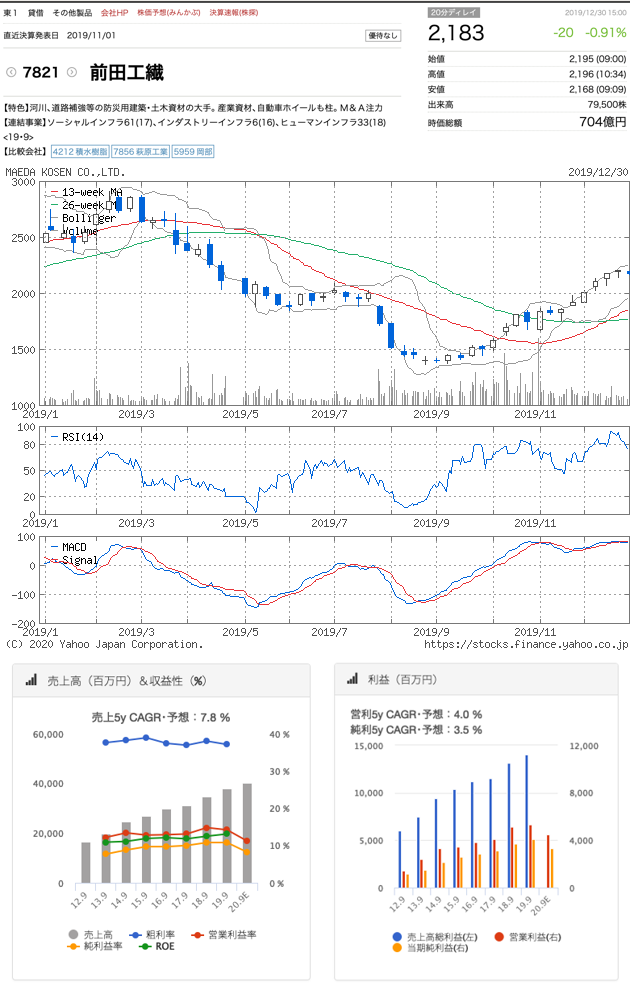 東1 貸借 その他製品 会社HP 株価予想(みんかぶ) 決算速報(株探)
20分ディレイ 2019/12/30 15:00
直近決算発表日 2019/11/01 優待なし
2,183 -20 -0.91%
7821 前田工繊
始値 2,195 (09:00)
高値 2,196 (10:34)
安値 2,168 (09:09)
出来高 79,500株
時価総額 704億円
【特色】河川、道路補強等の防災用建築・土木資材の大手。産業資材、自動車ホイールも柱。M&A注力
【連結事業】ソーシャルインフラ61(17)、インダストリーインフラ6(16)、ヒューマンインフラ33(18)
<19・9>
【比較会社】 4212 積水樹脂 7856 萩原工業 5959 岡部
MAEDA KOSEN CO.,LTD. 2019/12/30
3000
2500
2000
1500
1000
13-week MA
26-week MA
Bollinger
Volume
2019/1 2019/3 2019/5 2019/7 2019/9 2019/11
100
80
50
20
0
RSI(14)
2019/1 2019/3 2019/5 2019/7 2019/9 2019/11
100
0
-100
-200
MACD
Signal
2019/1 2019/3 2019/5 2019/7 2019/9 2019/11
(C) 2020 Yahoo Japan Corporation. https://stocks.finance.yahoo.co.jp
売上高（百万円）＆収益性（%）
売上5y CAGR・予想：7.8 %
60,000
40,000
20,000
0
40 %
30 %
20 %
10 %
0 %
12.9 13.9 14.9 15.9 16.9 17.9 18.9 19.9 20.9E
売上高 粗利率 営業利益率
純利益率 ROE
利益（百万円）
営利5y CAGR・予想：4.0 %
純利5y CAGR・予想：3.5 %
15,000
10,000
5,000
0
12,000
8,000
4,000
0
12.9 13.9 14.9 15.9 16.9 17.9 18.9 19.9 20.9E
売上高総利益(左) 営業利益(右)
当期純利益(右)